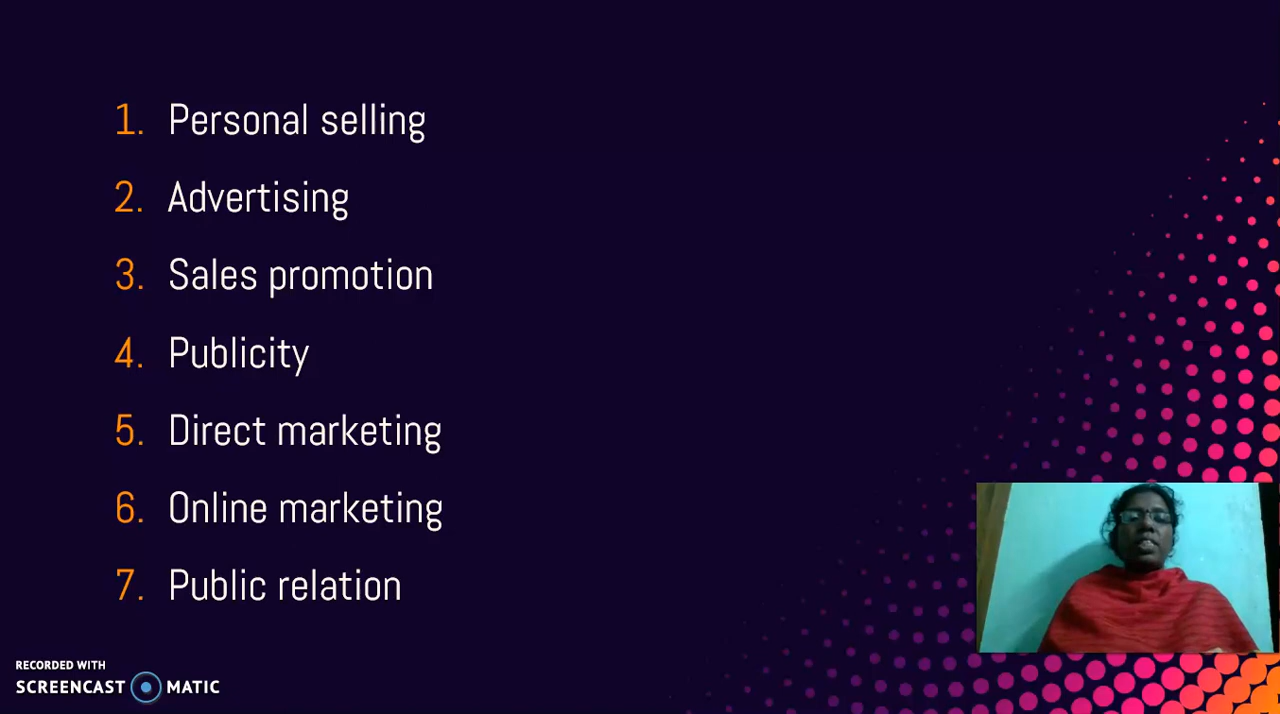 1. Personal selling
2. Advertising
3. Sales promotion
4. Publicity
5. Direct marketing
6. Online marketing
7. Public relation
RECORDED WITH
SCREENCAST MATIC